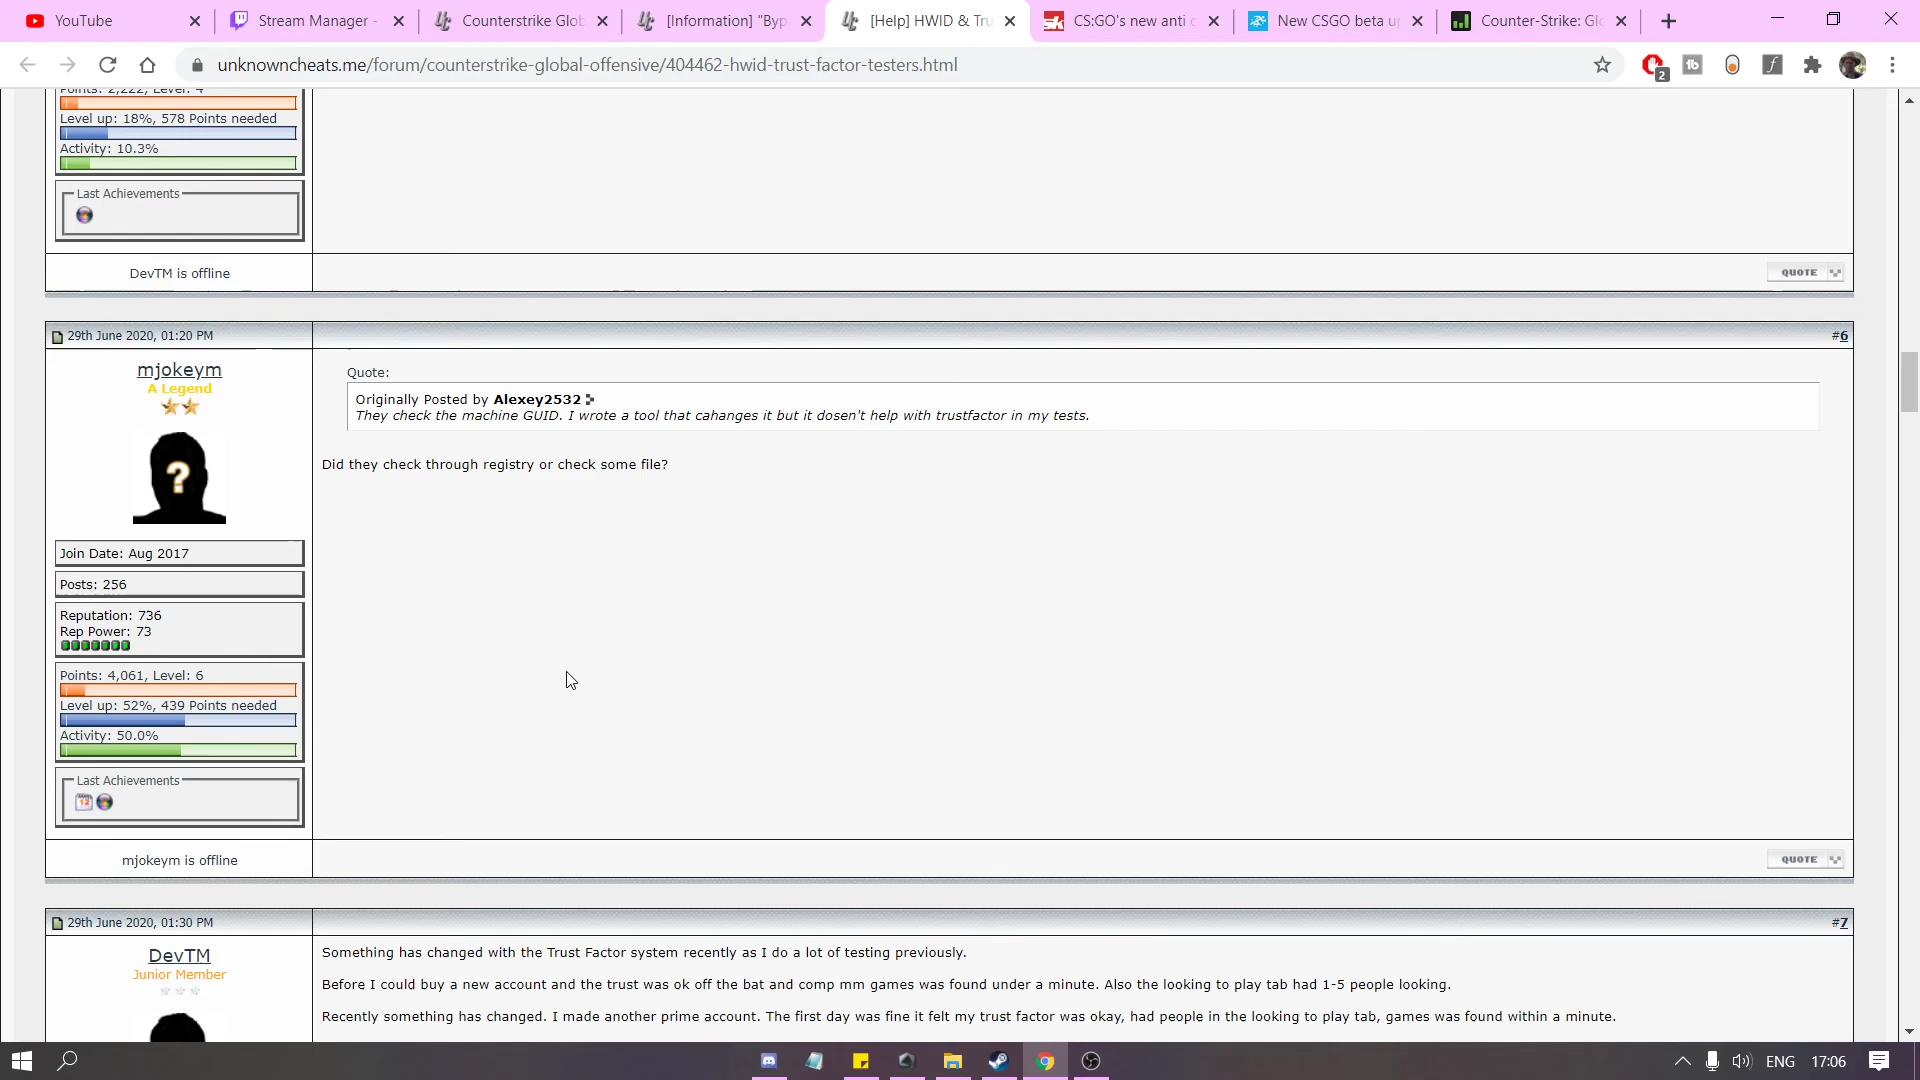 YouTube
Stream Manager -
Counterstrike Glob
[Information] "Byp
[Help] HWID & Tru
CS:GO's new anti c
New CSGO beta u
Counter-Strike: Glo
unknowncheats.me/forum/counterstrike-global-offensive/404462-hwid-trust-factor-testers.html
2
Points: 2,222, Level: 4
Level up: 18%, 578 Points needed
Activity: 10.3%
Last Achievements
DevTM is offline
QUOTE
29th June 2020, 01:20 PM
#6
mjokeym
A Legend
Quote:
Originally Posted by Alexey2532
They check the machine GUID. I wrote a tool that cahanges it but it dosen't help with trustfactor in my tests.
Did they check through registry or check some file?
Join Date: Aug 2017
Posts: 256
Reputation: 736
Rep Power: 73
Points: 4,061, Level: 6
Level up: 52%, 439 Points needed
Activity: 50.0%
Last Achievements
12
mjokeym is offline
QUOTE
29th June 2020, 01:30 PM
#7
DevTM
Junior Member
Something has changed with the Trust Factor system recently as I do a lot of testing previously.
Before I could buy a new account and the trust was ok off the bat and comp mm games was found under a minute. Also the looking to play tab had 1-5 people looking.
Recently something has changed. I made another prime account. The first day was fine it felt my trust factor was okay, had people in the looking to play tab, games was found within a minute.
ENG
17:06